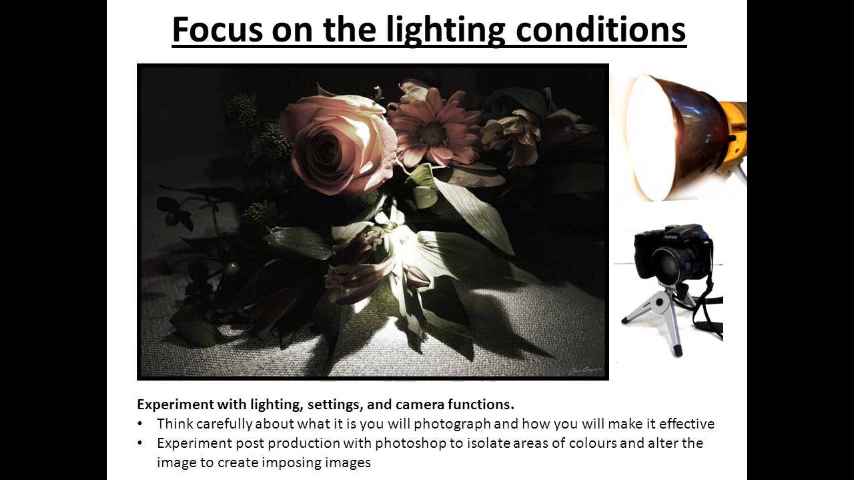 Focus on the lighting conditions
Experiment with lighting, settings, and camera functions.
• Think carefully about what it is you will photograph and how you will make it effective
• Experiment post production with photoshop to isolate areas of colours and alter the
image to create imposing images